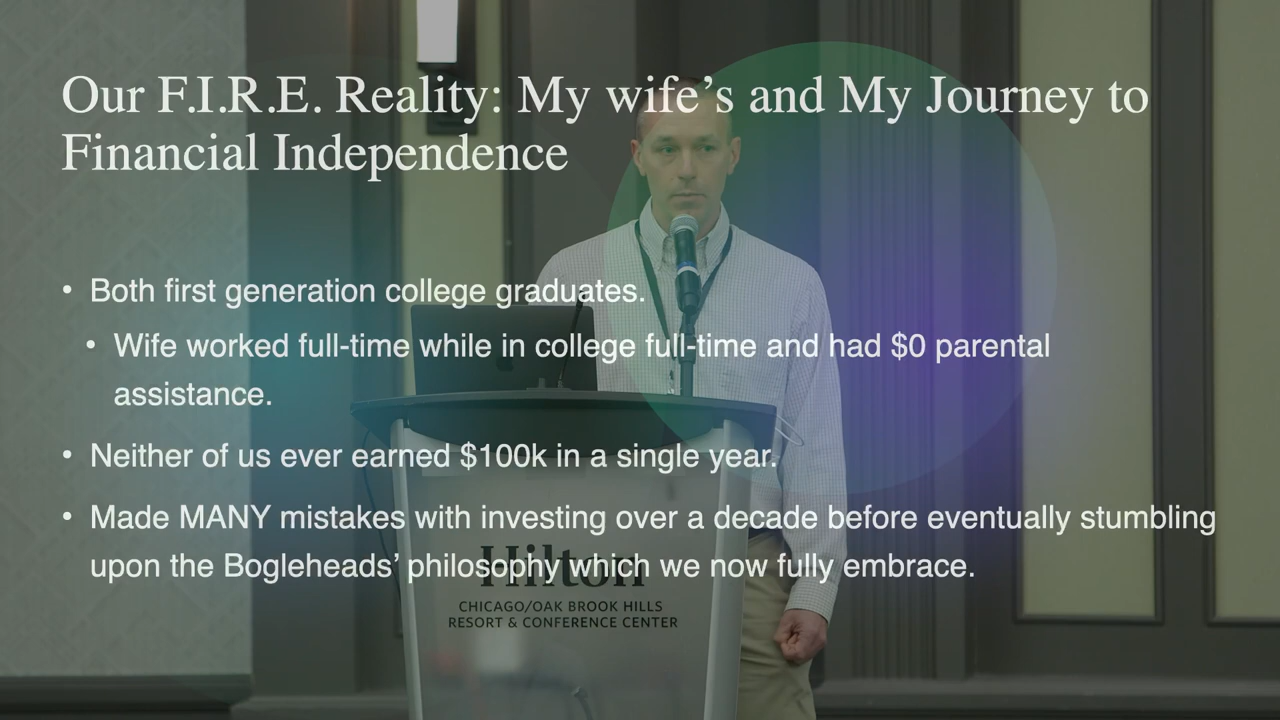 Our F.I.R.E. Reality: My wife’s and My Journey to
Financial Independence
• Both first generation college graduates.
• Wife worked full-time while in college full-time and had $0 parental
assistance.
• Neither of us ever earned $100k in a single year.
• Made MANY mistakes with investing over a decade before eventually stumbling
upon the Bogleheads’ philosophy which we now fully embrace.
Hilton
CHICAGO/OAK BROOK HILLS
RESORT & CONFERENCE CENTER